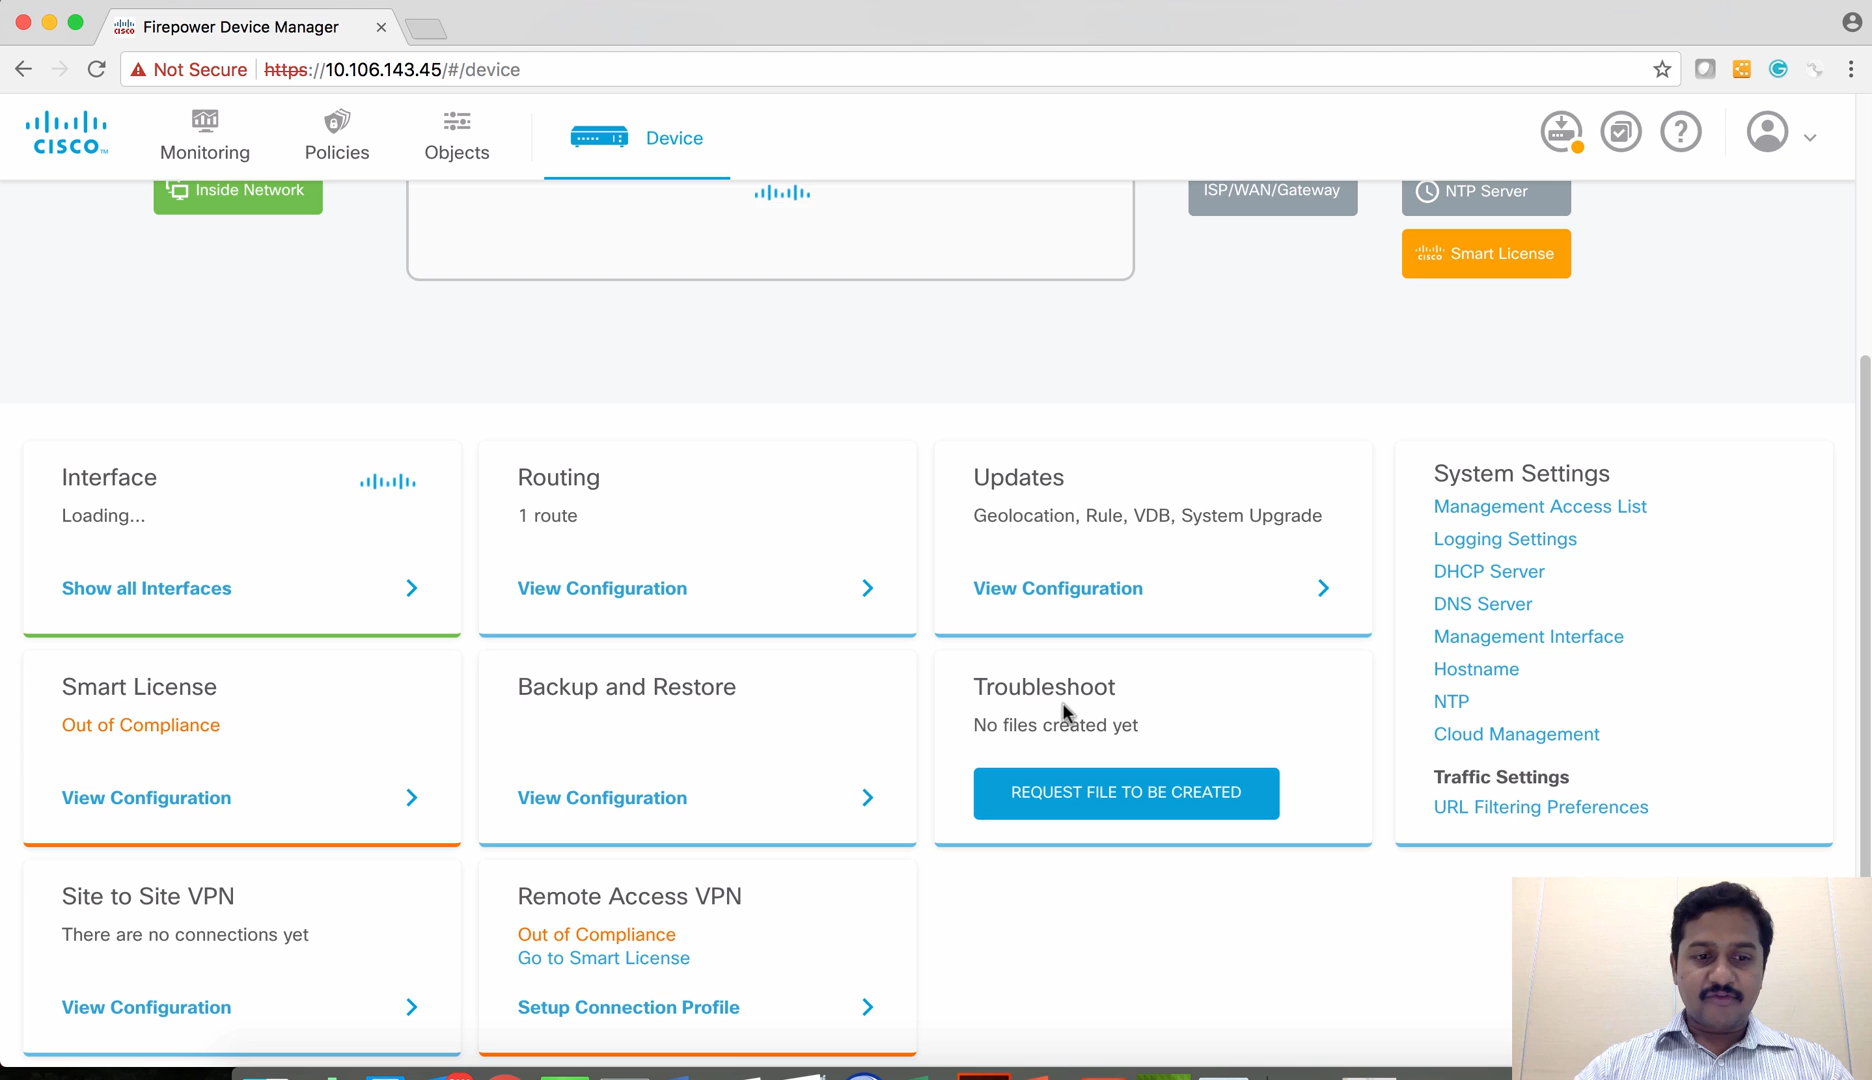 Firepower Device Manager
Not Secure https://10.106.143.45/#/device
CISCO
Monitoring
Policies
Objects
Device
Inside Network
ISP/WAN/Gateway
NTP Server
Smart License
Interface
Loading...
Show all Interfaces
Routing
1 route
View Configuration
Updates
Geolocation, Rule, VDB, System Upgrade
View Configuration
System Settings
Management Access List
Logging Settings
DHCP Server
DNS Server
Management Interface
Hostname
NTP
Cloud Management
Traffic Settings
URL Filtering Preferences
Smart License
Out of Compliance
View Configuration
Backup and Restore
View Configuration
Troubleshoot
No files created yet
REQUEST FILE TO BE CREATED
Site to Site VPN
There are no connections yet
View Configuration
Remote Access VPN
Out of Compliance
Go to Smart License
Setup Connection Profile